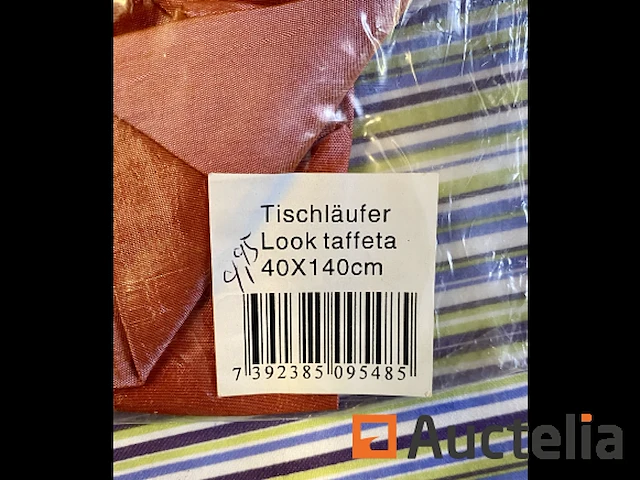 Tischläufer
Look taffeta
40X140cm
9,95
7 392385 095485
Auctelia